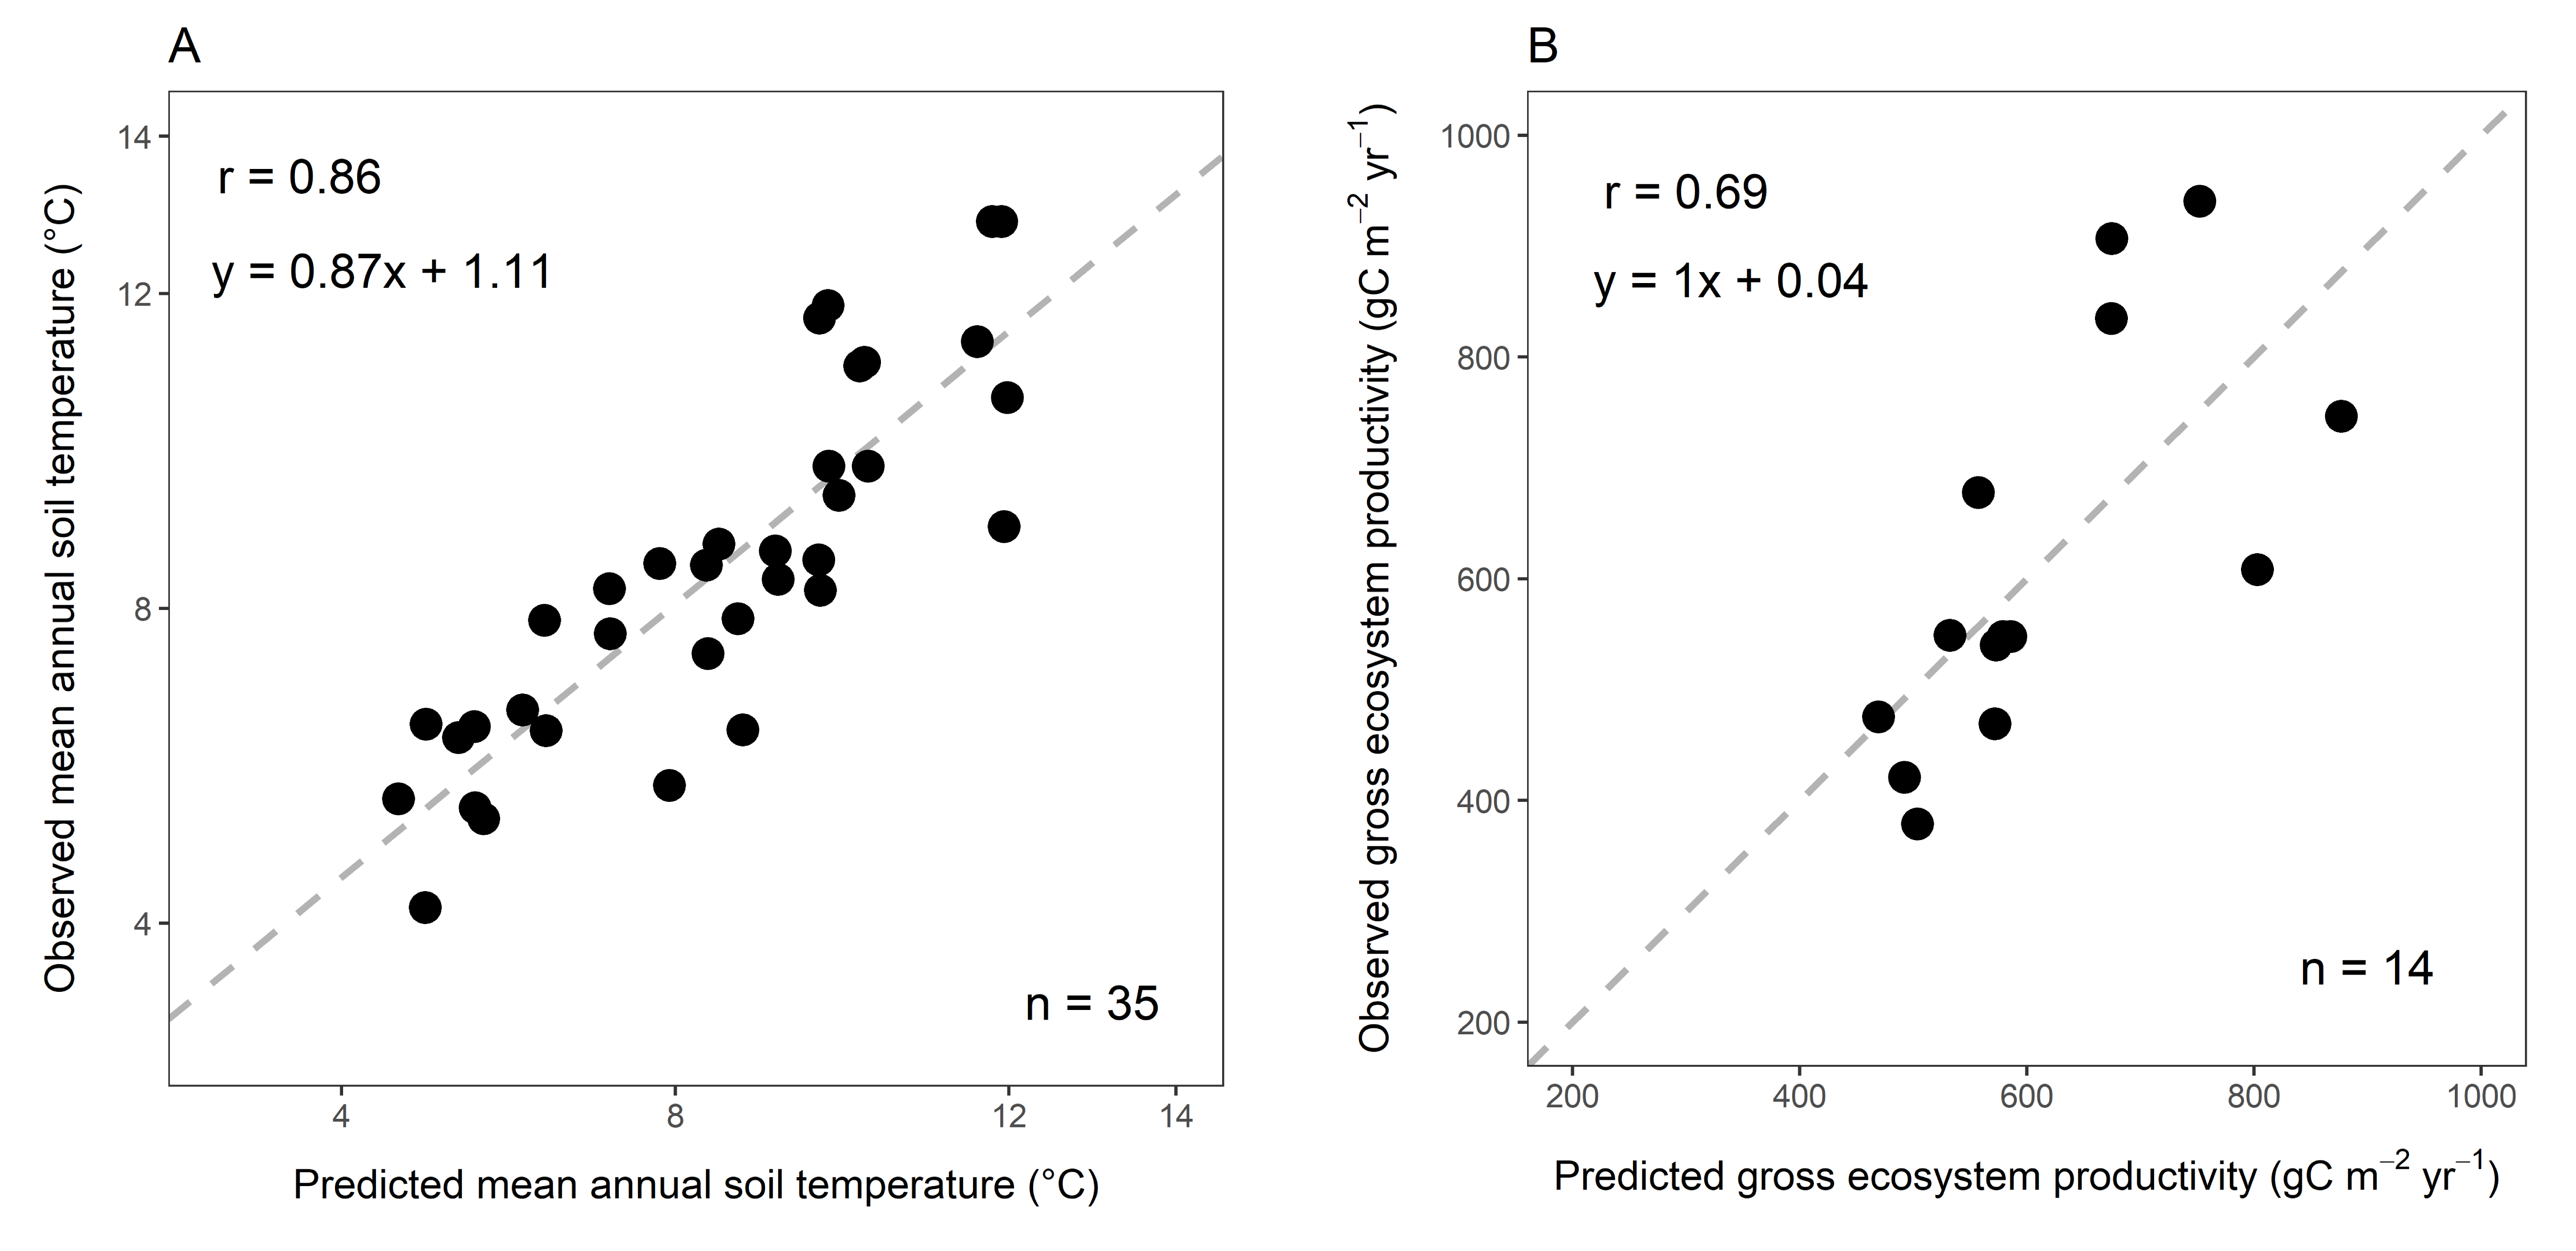 A
14
12
8
4
r = 0.86
y = 0.87x + 1.11
n = 35
4 8 12 14
Observed mean annual soil temperature (°C)
Predicted mean annual soil temperature (°C)
B
1000
800
600
400
200
r = 0.69
y = 1x + 0.04
n = 14
200 400 600 800 1000
Observed gross ecosystem productivity (gC m⁻² yr⁻¹)
Predicted gross ecosystem productivity (gC m⁻² yr⁻¹)